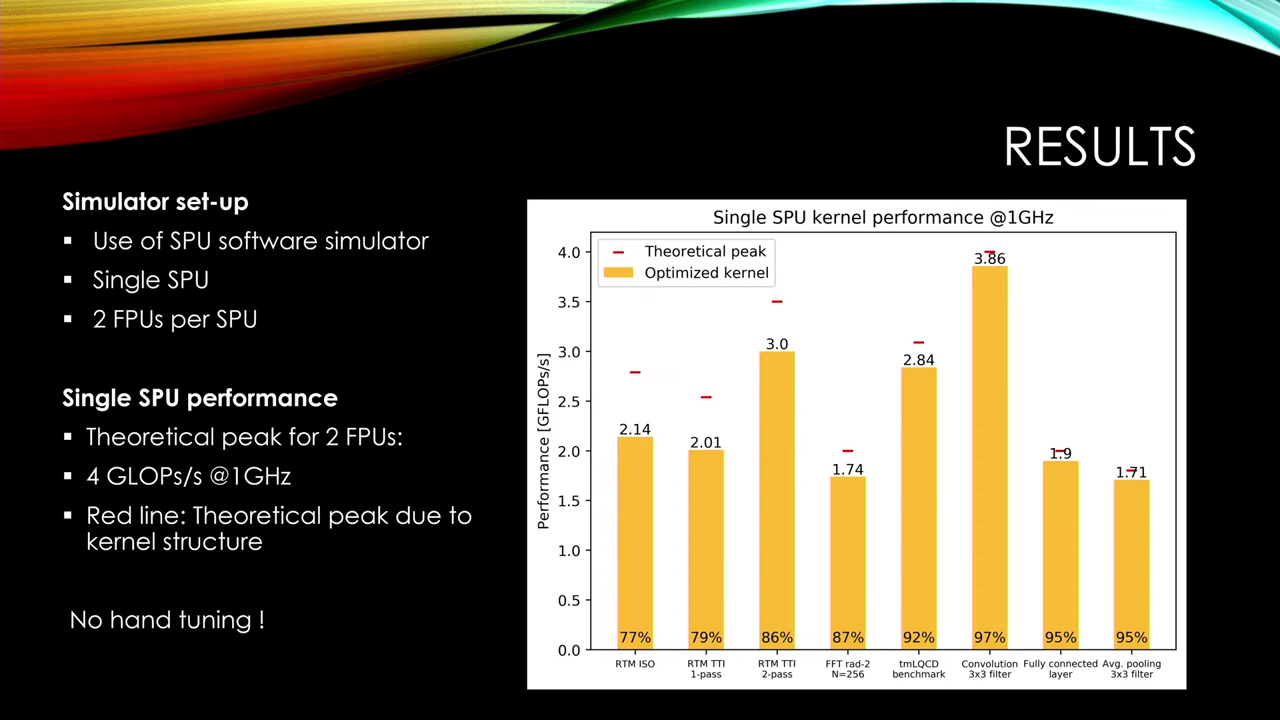 RESULTS
Simulator set-up
▪ Use of SPU software simulator
▪ Single SPU
▪ 2 FPUs per SPU
Single SPU performance
▪ Theoretical peak for 2 FPUs:
▪ 4 GLOPs/s @1GHz
▪ Red line: Theoretical peak due to
kernel structure
No hand tuning !
Single SPU kernel performance @1GHz
Theoretical peak
Optimized kernel
Performance [GFLOPs/s]
4.0
3.5
3.0
2.5
2.0
1.5
1.0
0.5
0.0
2.14
2.01
3.0
1.74
2.84
3.86
1.9
1.71
77%
79%
86%
87%
92%
97%
95%
95%
RTM ISO
RTM TTI
1-pass
RTM TTI
2-pass
FFT rad-2
N=256
tmLQCD
benchmark
Convolution
3x3 filter
Fully connected
layer
Avg. pooling
3x3 filter